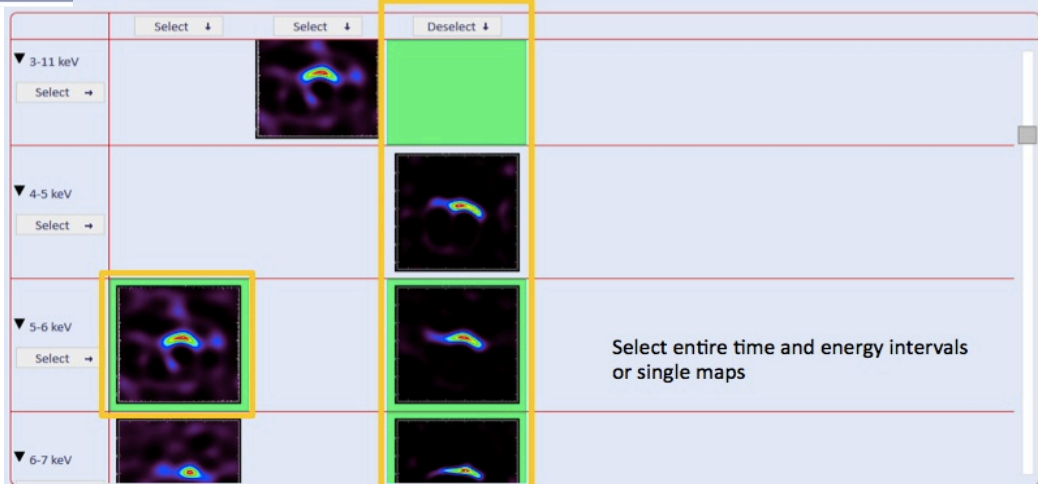 Select ↓ Select ↓ Deselect ↓
▼ 3-11 keV
Select →
▼ 4-5 keV
Select →
▼ 5-6 keV
Select →
Select entire time and energy intervals
or single maps
▼ 6-7 keV